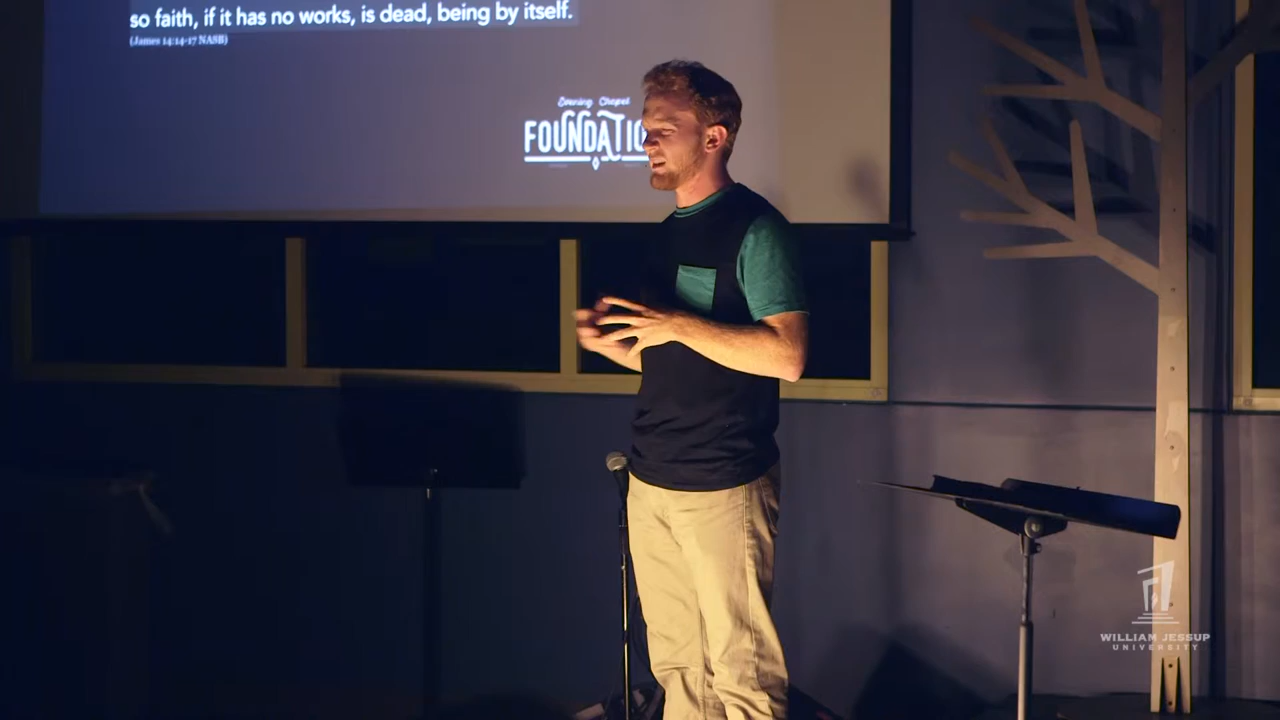 so faith, if it has no works, is dead, being by itself.
(James 14:14-17 NASB)
Evening Chapel
FOUNDATIO
WILLIAM JESSUP
UNIVERSITY